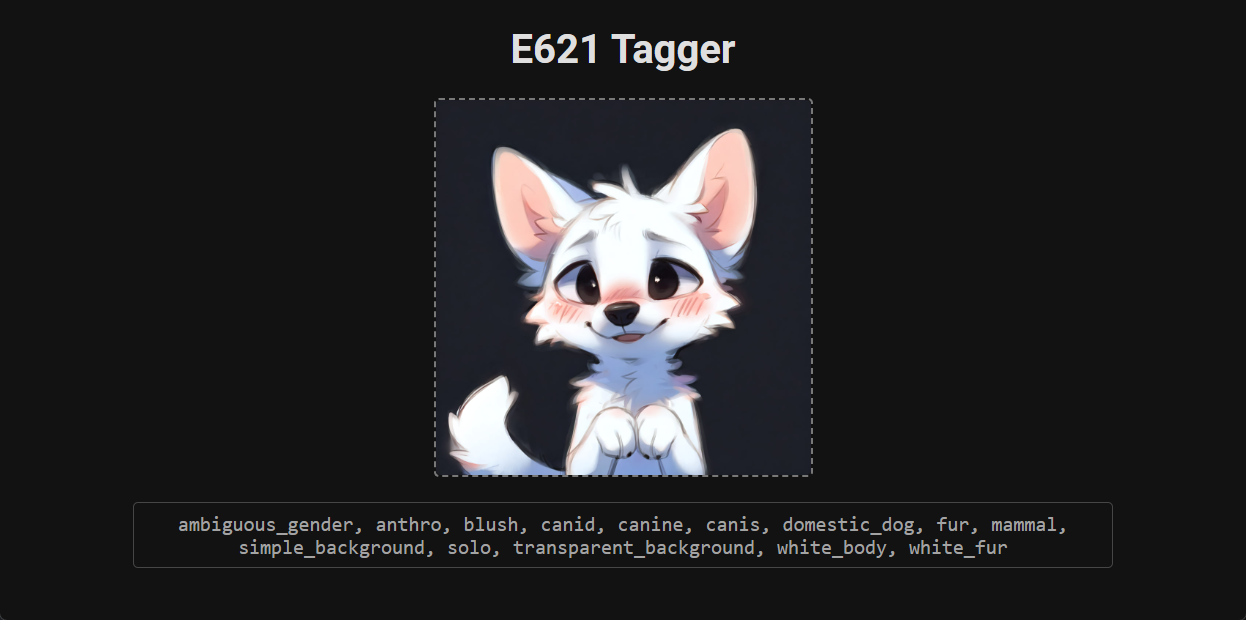 E621 Tagger
ambiguous_gender, anthro, blush, canid, canine, canis, domestic_dog, fur, mammal,
simple_background, solo, transparent_background, white_body, white_fur